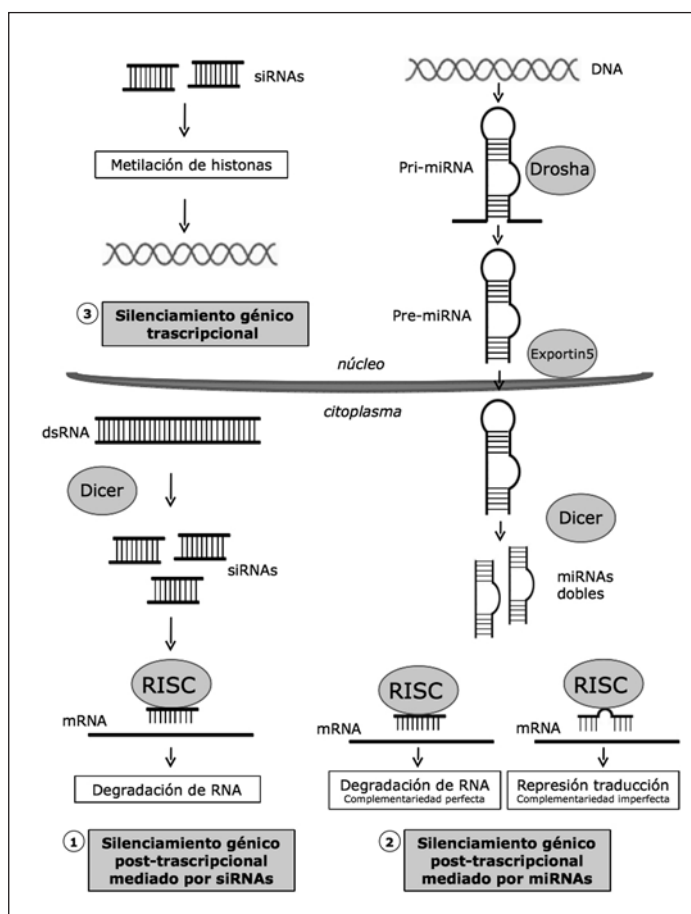 siRNAs
Metilación de histonas
3
Silenciamiento génico
trascripcional
DNA
Pri-miRNA
Drosha
Pre-miRNA
Exportin5
núcleo
citoplasma
dsRNA
Dicer
siRNAs
RISC
mRNA
Degradación de RNA
1
Silenciamiento génico
post-trascripcional
mediado por siRNAs
Dicer
miRNAs
dobles
RISC
mRNA
Degradación de RNA
Complementariedad perfecta
RISC
mRNA
Represión traducción
Complementariedad imperfecta
2
Silenciamiento génico
post-trascripcional
mediado por miRNAs